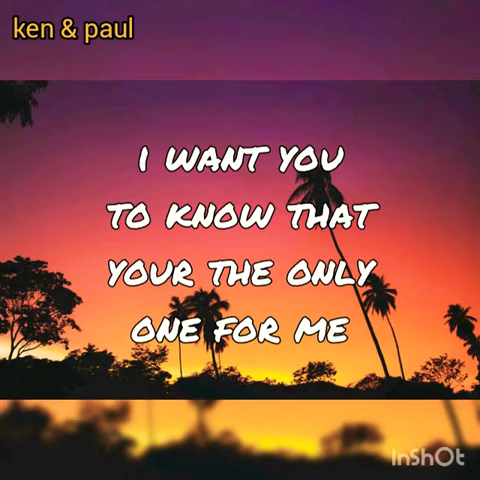 ken & paul
I WANT YOU
TO KNOW THAT
YOUR THE ONLY
ONE FOR ME
InShOt